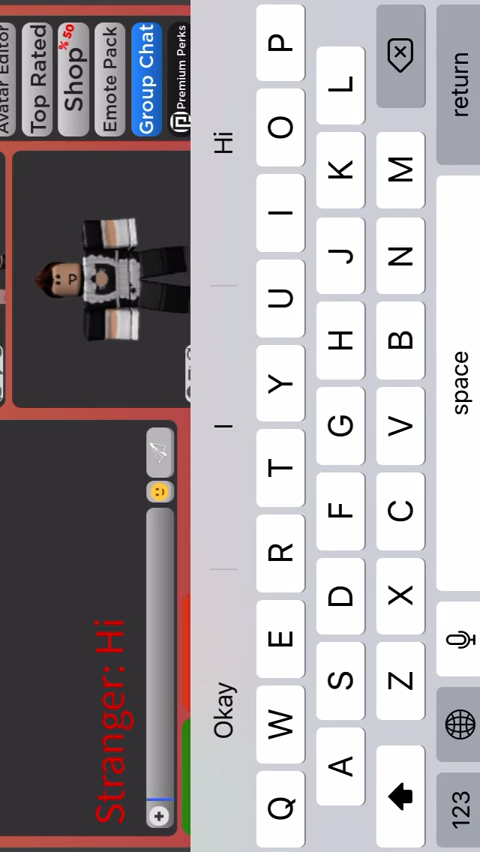 Avatar Editor
Top Rated
Shop
% 50
Emote Pack
Group Chat
Premium Perks
P
Stranger: Hi
Okay
I
Hi
Q W E R T Y U I O P
A S D F G H J K L
Z X C V B N M
123
space
return